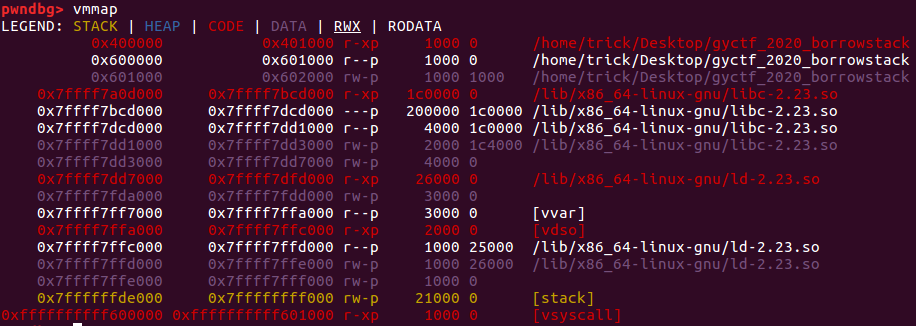 pwndbg> vmmap
LEGEND: STACK | HEAP | CODE | DATA | RWX | RODATA
0x400000 0x401000 r-xp 1000 0 /home/trick/Desktop/gyctf_2020_borrowstack
0x600000 0x601000 r--p 1000 0 /home/trick/Desktop/gyctf_2020_borrowstack
0x601000 0x602000 rw-p 1000 1000 /home/trick/Desktop/gyctf_2020_borrowstack
0x7ffff7a0d000 0x7ffff7bcd000 r-xp 1c0000 0 /lib/x86_64-linux-gnu/libc-2.23.so
0x7ffff7bcd000 0x7ffff7dcd000 ---p 200000 1c0000 /lib/x86_64-linux-gnu/libc-2.23.so
0x7ffff7dcd000 0x7ffff7dd1000 r--p 4000 1c0000 /lib/x86_64-linux-gnu/libc-2.23.so
0x7ffff7dd1000 0x7ffff7dd3000 rw-p 2000 1c4000 /lib/x86_64-linux-gnu/libc-2.23.so
0x7ffff7dd3000 0x7ffff7dd7000 rw-p 4000 0
0x7ffff7dd7000 0x7ffff7dfd000 r-xp 26000 0 /lib/x86_64-linux-gnu/ld-2.23.so
0x7ffff7fda000 0x7ffff7fdd000 rw-p 3000 0
0x7ffff7ff7000 0x7ffff7ffa000 r--p 3000 0 [vvar]
0x7ffff7ffa000 0x7ffff7ffc000 r-xp 2000 0 [vdso]
0x7ffff7ffc000 0x7ffff7ffd000 r--p 1000 25000 /lib/x86_64-linux-gnu/ld-2.23.so
0x7ffff7ffd000 0x7ffff7ffe000 rw-p 1000 26000 /lib/x86_64-linux-gnu/ld-2.23.so
0x7ffff7ffe000 0x7ffff7fff000 rw-p 1000 0
0x7ffffffde000 0x7ffffffff000 rw-p 21000 0 [stack]
0xffffffffff600000 0xffffffffff601000 r-xp 1000 0 [vsyscall]